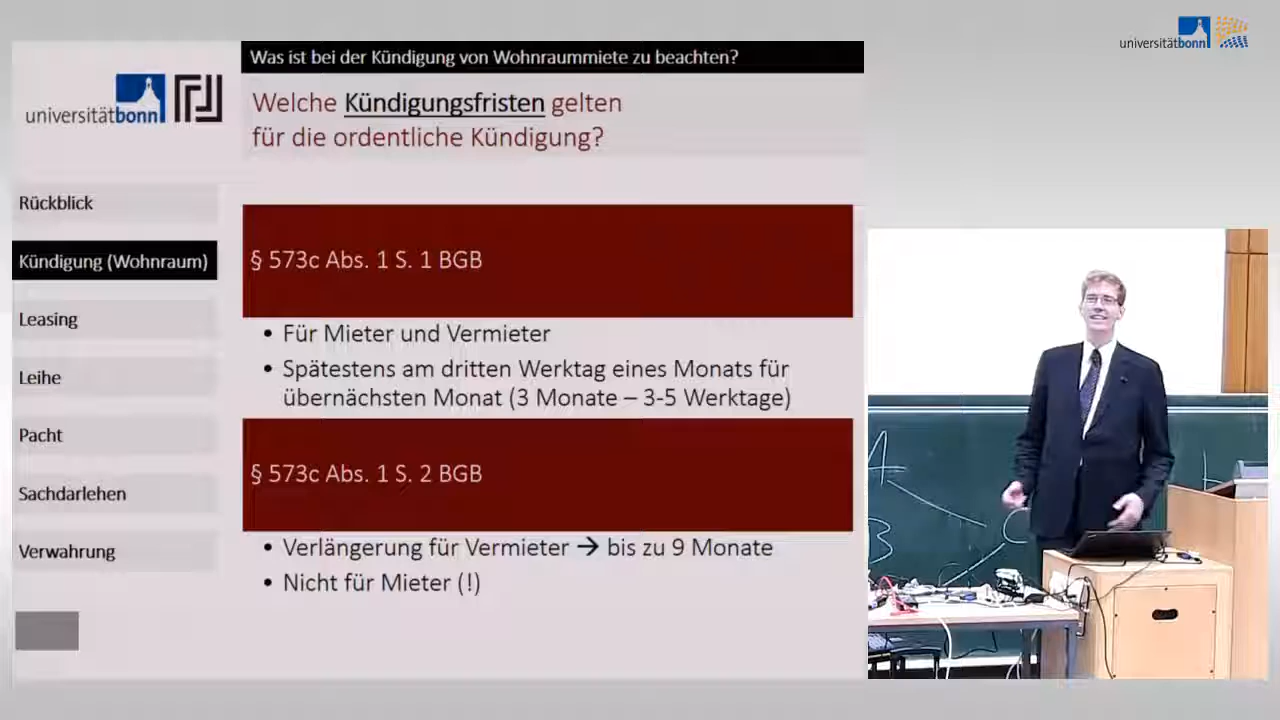 universitätbonn
Was ist bei der Kündigung von Wohnraummiete zu beachten?
universitätbonn
Welche Kündigungsfristen gelten
für die ordentliche Kündigung?
Rückblick
Kündigung (Wohnraum)
Leasing
Leihe
Pacht
Sachdarlehen
Verwahrung
§ 573c Abs. 1 S. 1 BGB
• Für Mieter und Vermieter
• Spätestens am dritten Werktag eines Monats für
übernächsten Monat (3 Monate – 3-5 Werktage)
§ 573c Abs. 1 S. 2 BGB
• Verlängerung für Vermieter → bis zu 9 Monate
• Nicht für Mieter (!)
A
B